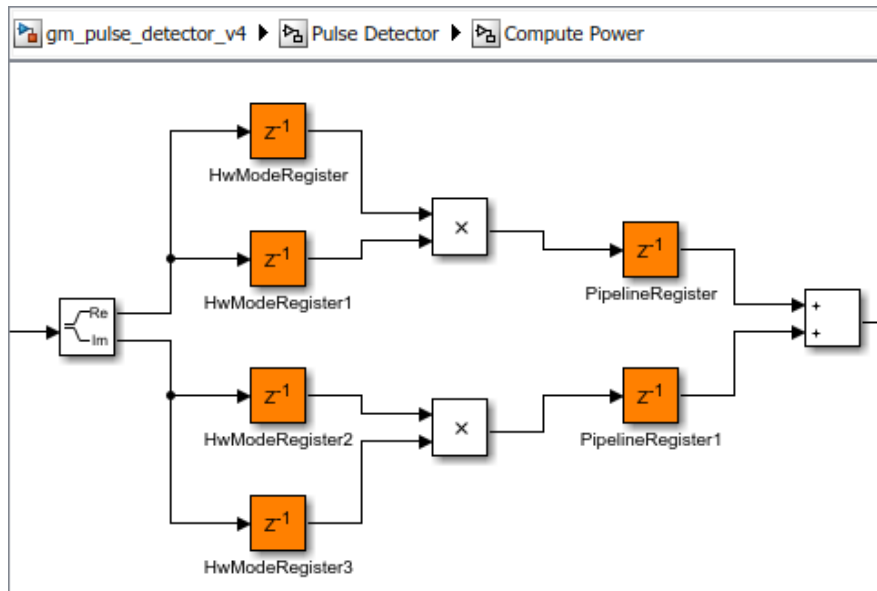 gm_pulse_detector_v4 ▶ Pulse Detector ▶ Compute Power
z⁻¹
HwModeRegister
×
z⁻¹
HwModeRegister1
z⁻¹
PipelineRegister
Re
Im
+
+
z⁻¹
HwModeRegister2
×
z⁻¹
PipelineRegister1
z⁻¹
HwModeRegister3